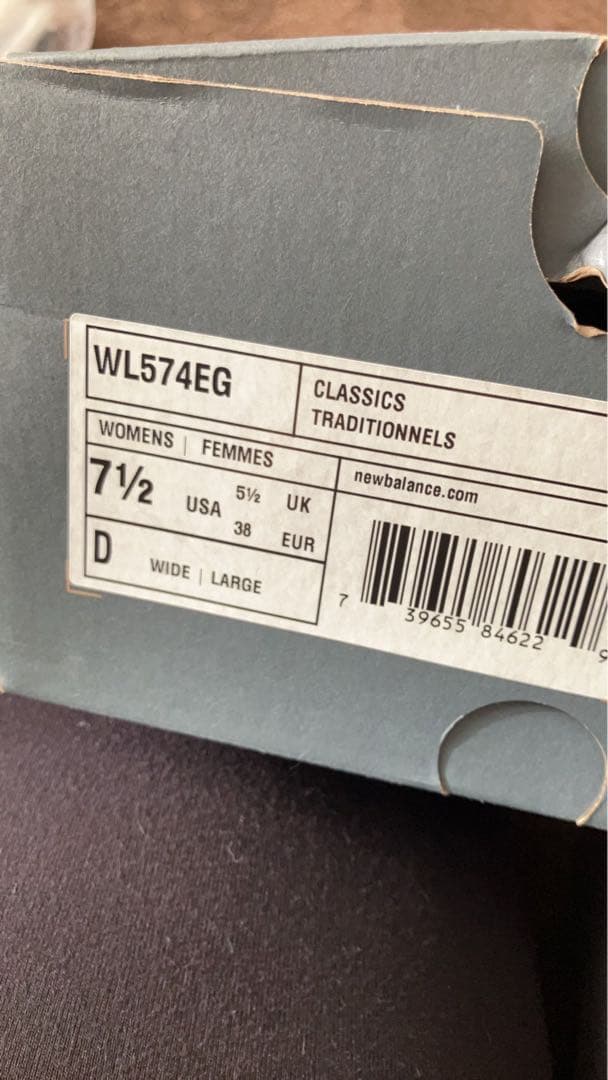 WL574EG
CLASSICS
TRADITIONNELS
WOMENS | FEMMES
7½ USA 5½ UK
38 EUR
D WIDE | LARGE
newbalance.com
7 39655 84622 9